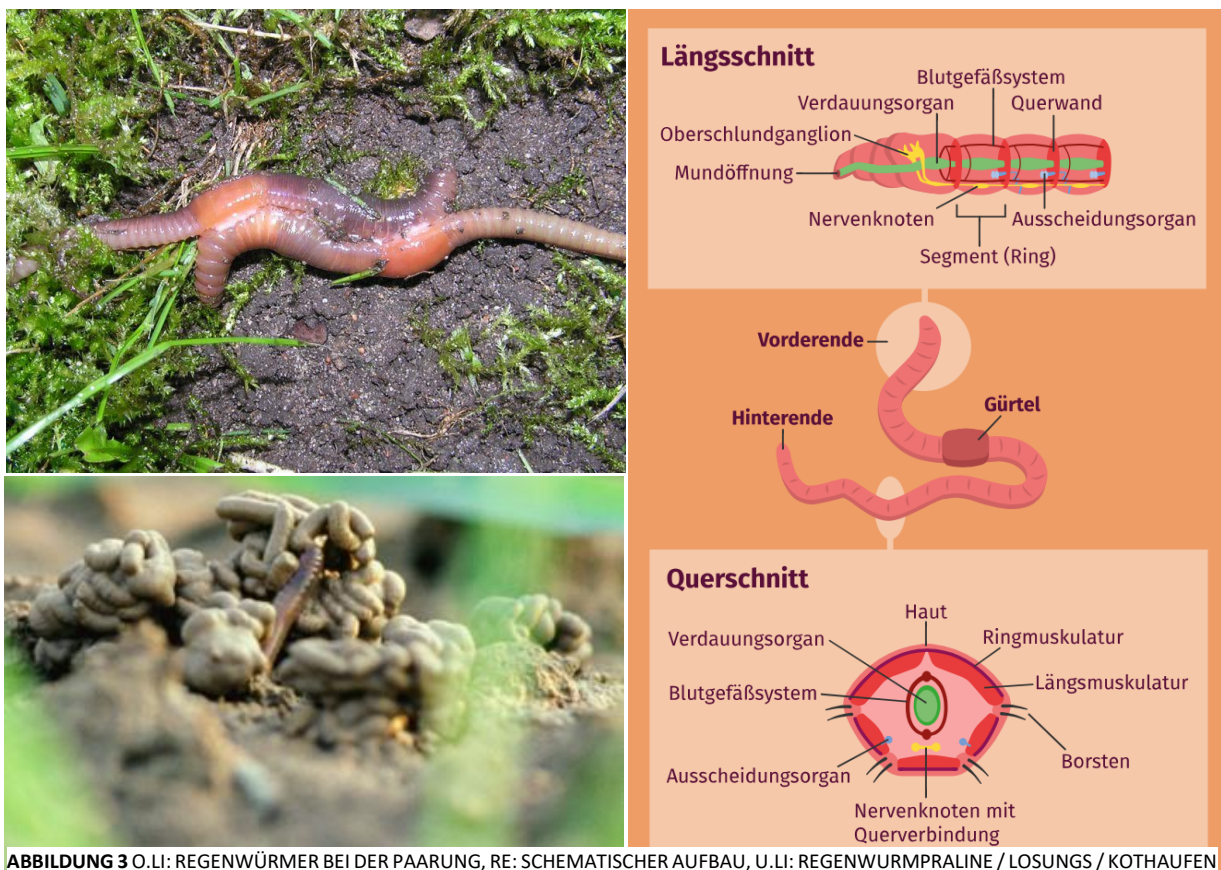 Längsschnitt
Blutgefäßsystem
Verdauungsorgan
Querwand
Oberschlundganglion
Mundöffnung
Nervenknoten
Ausscheidungsorgan
Segment (Ring)
Vorderende
Gürtel
Hinterende
Querschnitt
Haut
Verdauungsorgan
Ringmuskulatur
Blutgefäßsystem
Längsmuskulatur
Borsten
Ausscheidungsorgan
Nervenknoten mit
Querverbindung
ABBILDUNG 3 O.LI: REGENWÜRMER BEI DER PAARUNG, RE: SCHEMATISCHER AUFBAU, U.LI: REGENWURMPRALINE / LOSUNGS / KOTHAUFEN